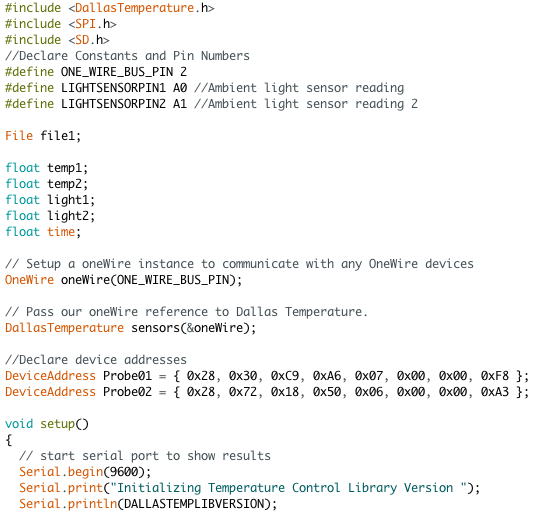 #include <DallasTemperature.h>
#include <SPI.h>
#include <SD.h>
//Declare Constants and Pin Numbers
#define ONE_WIRE_BUS_PIN 2
#define LIGHTSENSORPIN1 A0 //Ambient light sensor reading
#define LIGHTSENSORPIN2 A1 //Ambient light sensor reading 2
File file1;
float temp1;
float temp2;
float light1;
float light2;
float time;
// Setup a oneWire instance to communicate with any OneWire devices
OneWire oneWire(ONE_WIRE_BUS_PIN);
// Pass our oneWire reference to Dallas Temperature.
DallasTemperature sensors(&oneWire);
//Declare device addresses
DeviceAddress Probe01 = { 0x28, 0x30, 0xC9, 0xA6, 0x07, 0x00, 0x00, 0xF8 };
DeviceAddress Probe02 = { 0x28, 0x72, 0x18, 0x50, 0x06, 0x00, 0x00, 0xA3 };
void setup()
{
// start serial port to show results
Serial.begin(9600);
Serial.print("Initializing Temperature Control Library Version ");
Serial.println(DALLASTEMPLIBVERSION);